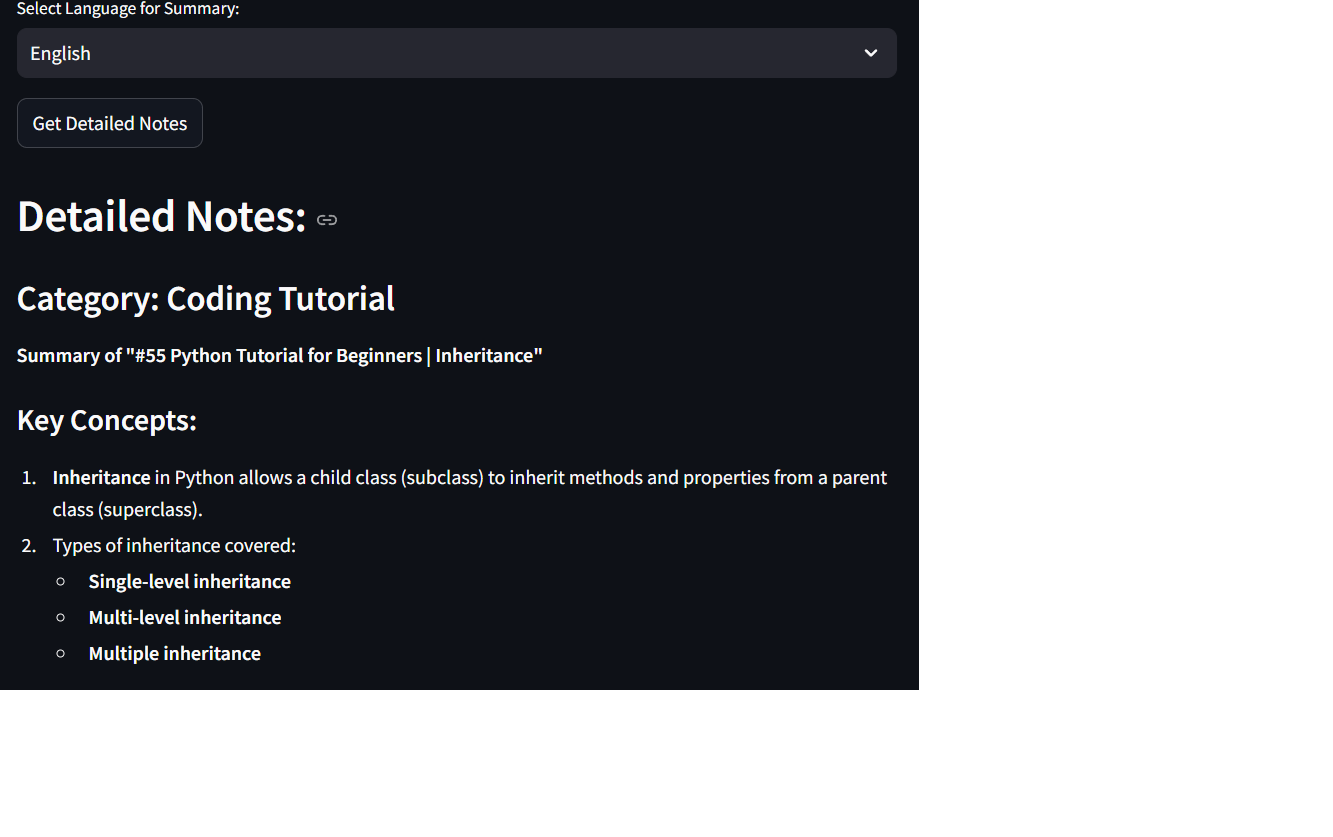 Select Language for Summary:
English
Get Detailed Notes
Detailed Notes:
Category: Coding Tutorial
Summary of "#55 Python Tutorial for Beginners | Inheritance"
Key Concepts:
1. Inheritance in Python allows a child class (subclass) to inherit methods and properties from a parent
class (superclass).
2. Types of inheritance covered:
Single-level inheritance
Multi-level inheritance
Multiple inheritance